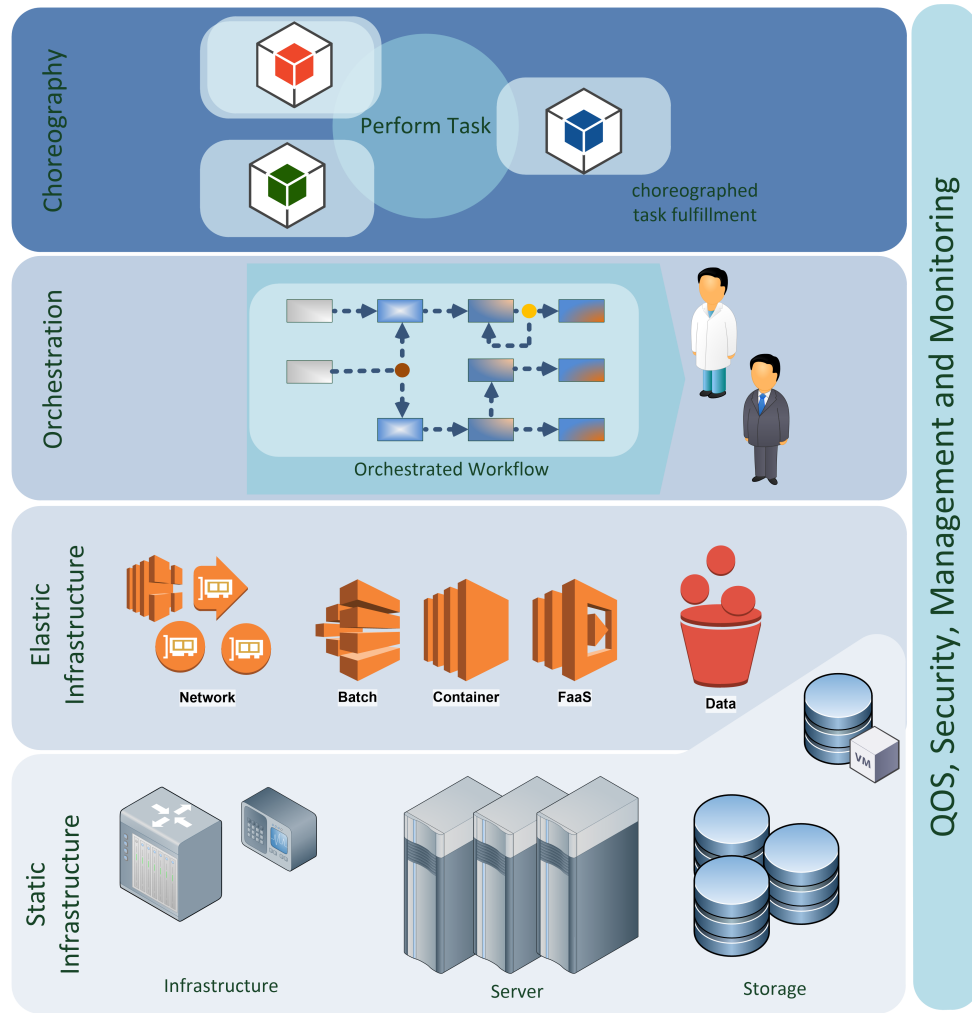 Choreography
Perform Task
choreographed
task fulfillment
Orchestration
Orchestrated Workflow
Elastic
Infrastructure
Network
Batch
Container
FaaS
Data
VM
Static
Infrastructure
Infrastructure
Server
Storage
QOS, Security, Management and Monitoring